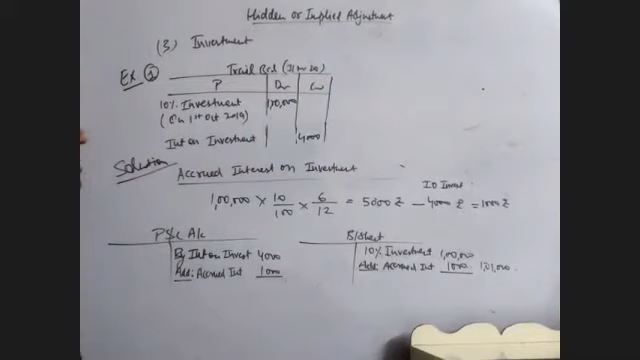 Hidden or Implied Adjustment
(3) Investment
Ex ①
Trail Bal (31 Mar 20)
P Dr Cr
10% Investment 1,00,000
(On 1st Oct 2019)
Int on Investment 4000
Solution
Accrued Interest on Investment
1,00,000 × 10/100 × 6/12 = 5000 - 4000 = 1000
P&L A/c
By Int on Invest 4000
Add: Accrued Int 1000
B/Sheet
10% Investment 1,00,000
Add: Accrued Int 1000 1,01,000